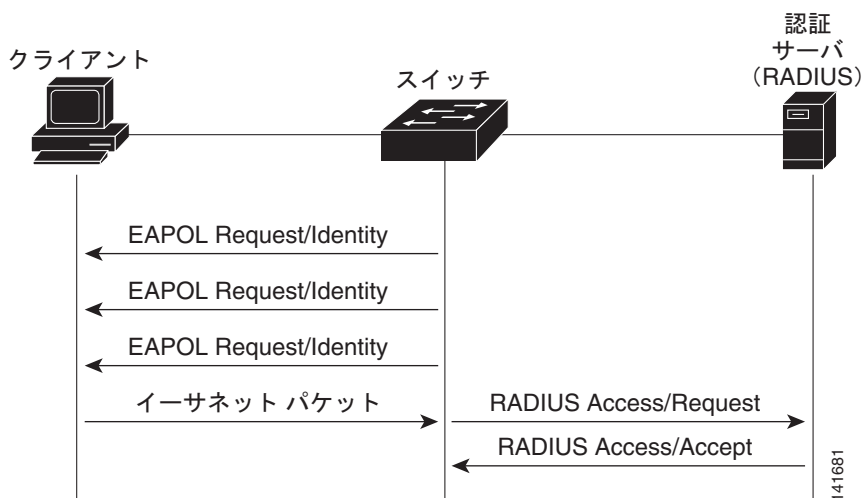 クライアント
スイッチ
認証
サーバ
（RADIUS）
EAPOL Request/Identity
EAPOL Request/Identity
EAPOL Request/Identity
イーサネット パケット
RADIUS Access/Request
RADIUS Access/Accept
141681